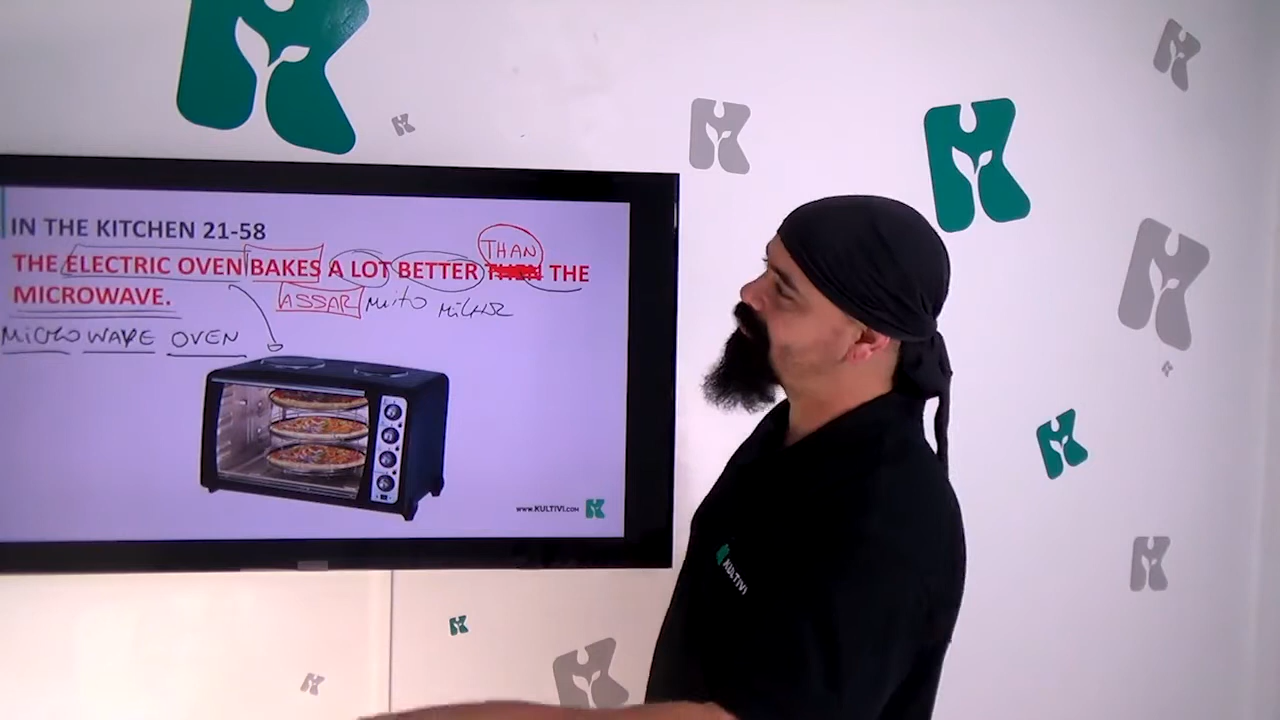 IN THE KITCHEN 21-58
THAN
THE ELECTRIC OVEN BAKES A LOT BETTER THEN THE
ASSAR MUITO MELHOR
MICROWAVE.
MICROWAVE OVEN
WWW.KULTIVI.COM
KULTIVI